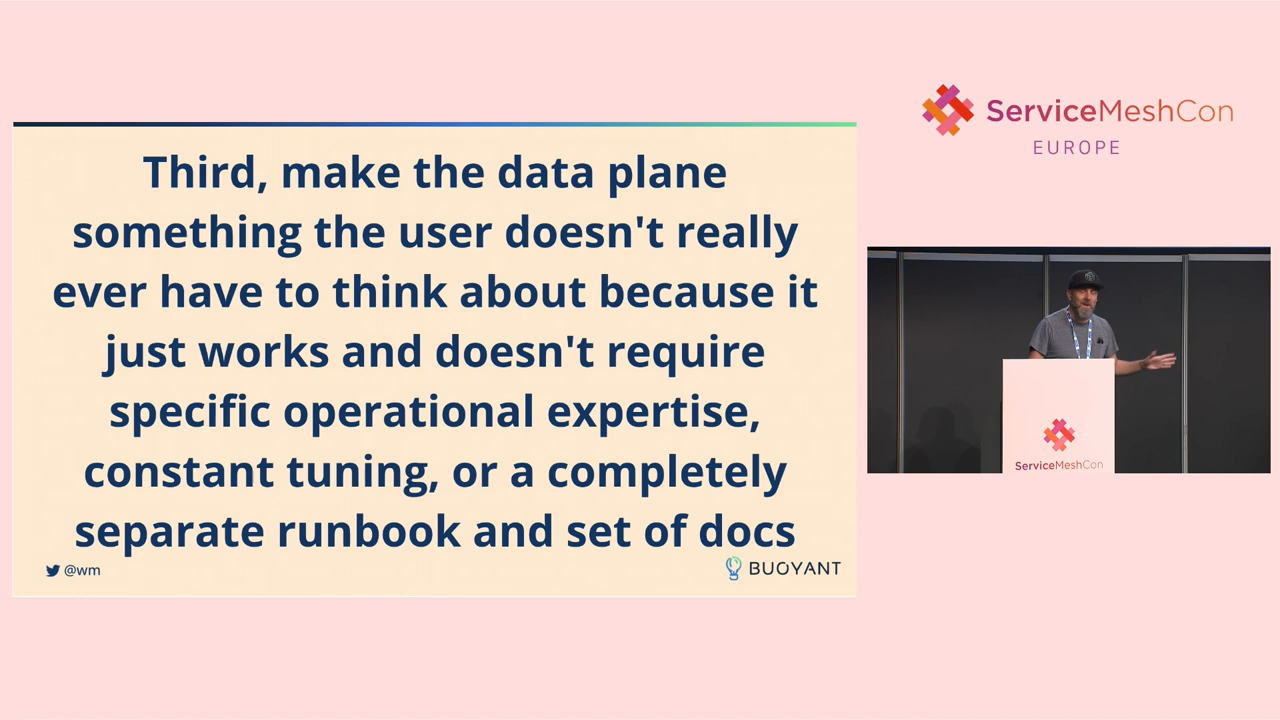 Third, make the data plane
something the user doesn't really
ever have to think about because it
just works and doesn't require
specific operational expertise,
constant tuning, or a completely
separate runbook and set of docs
@wm
BUOYANT
ServiceMeshCon
EUROPE
ServiceMeshCon